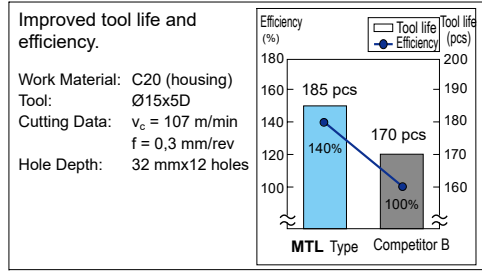 Improved tool life and
efficiency.
Work Material: C20 (housing)
Tool: Ø15x5D
Cutting Data: vc = 107 m/min
f = 0,3 mm/rev
Hole Depth: 32 mmx12 holes
Efficiency
(%)
Tool life
Efficiency
Tool life
(pcs)
180
160
140
120
100
200
190
180
170
160
185 pcs
170 pcs
140%
100%
MTL Type
Competitor B